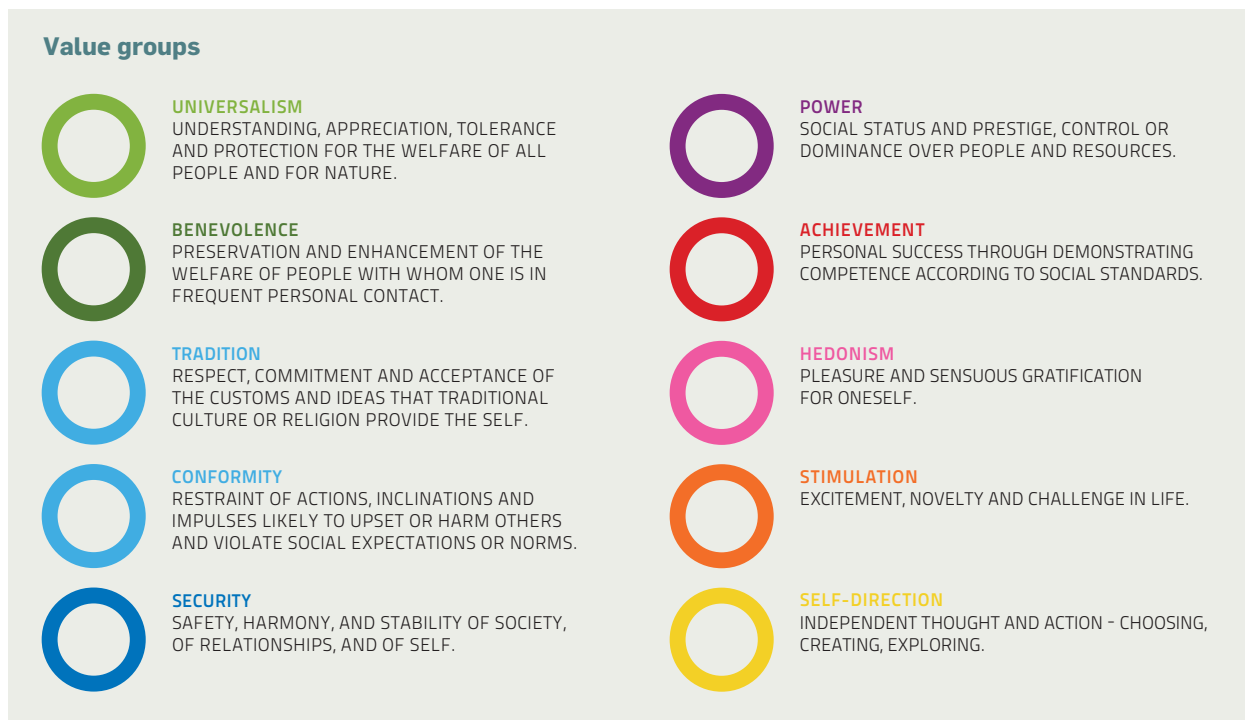 Value groups
UNIVERSALISM
UNDERSTANDING, APPRECIATION, TOLERANCE
AND PROTECTION FOR THE WELFARE OF ALL
PEOPLE AND FOR NATURE.
BENEVOLENCE
PRESERVATION AND ENHANCEMENT OF THE
WELFARE OF PEOPLE WITH WHOM ONE IS IN
FREQUENT PERSONAL CONTACT.
TRADITION
RESPECT, COMMITMENT AND ACCEPTANCE OF
THE CUSTOMS AND IDEAS THAT TRADITIONAL
CULTURE OR RELIGION PROVIDE THE SELF.
CONFORMITY
RESTRAINT OF ACTIONS, INCLINATIONS AND
IMPULSES LIKELY TO UPSET OR HARM OTHERS
AND VIOLATE SOCIAL EXPECTATIONS OR NORMS.
SECURITY
SAFETY, HARMONY, AND STABILITY OF SOCIETY,
OF RELATIONSHIPS, AND OF SELF.
POWER
SOCIAL STATUS AND PRESTIGE, CONTROL OR
DOMINANCE OVER PEOPLE AND RESOURCES.
ACHIEVEMENT
PERSONAL SUCCESS THROUGH DEMONSTRATING
COMPETENCE ACCORDING TO SOCIAL STANDARDS.
HEDONISM
PLEASURE AND SENSUOUS GRATIFICATION
FOR ONESELF.
STIMULATION
EXCITEMENT, NOVELTY AND CHALLENGE IN LIFE.
SELF-DIRECTION
INDEPENDENT THOUGHT AND ACTION - CHOOSING,
CREATING, EXPLORING.